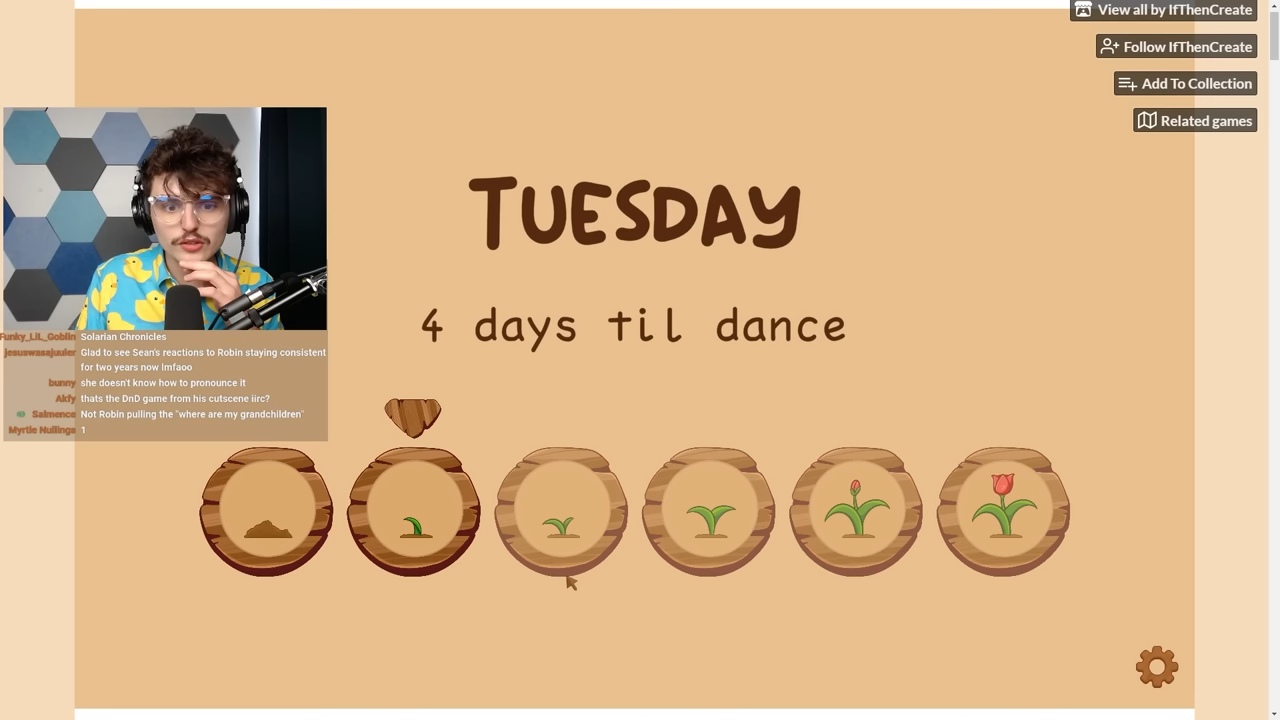 View all by IfThenCreate
Follow IfThenCreate
Add To Collection
Related games
TUESDAY
4 days til dance
Funky_LiL_Goblin Solarian Chronicles
jesuswasajuuler Glad to see Sean's reactions to Robin staying consistent
for two years now lmfaoo
bunny she doesn't know how to pronounce it
Akfy thats the DnD game from his cutscene iirc?
Salmence Not Robin pulling the "where are my grandchildren"
Myrtle Nullings 1